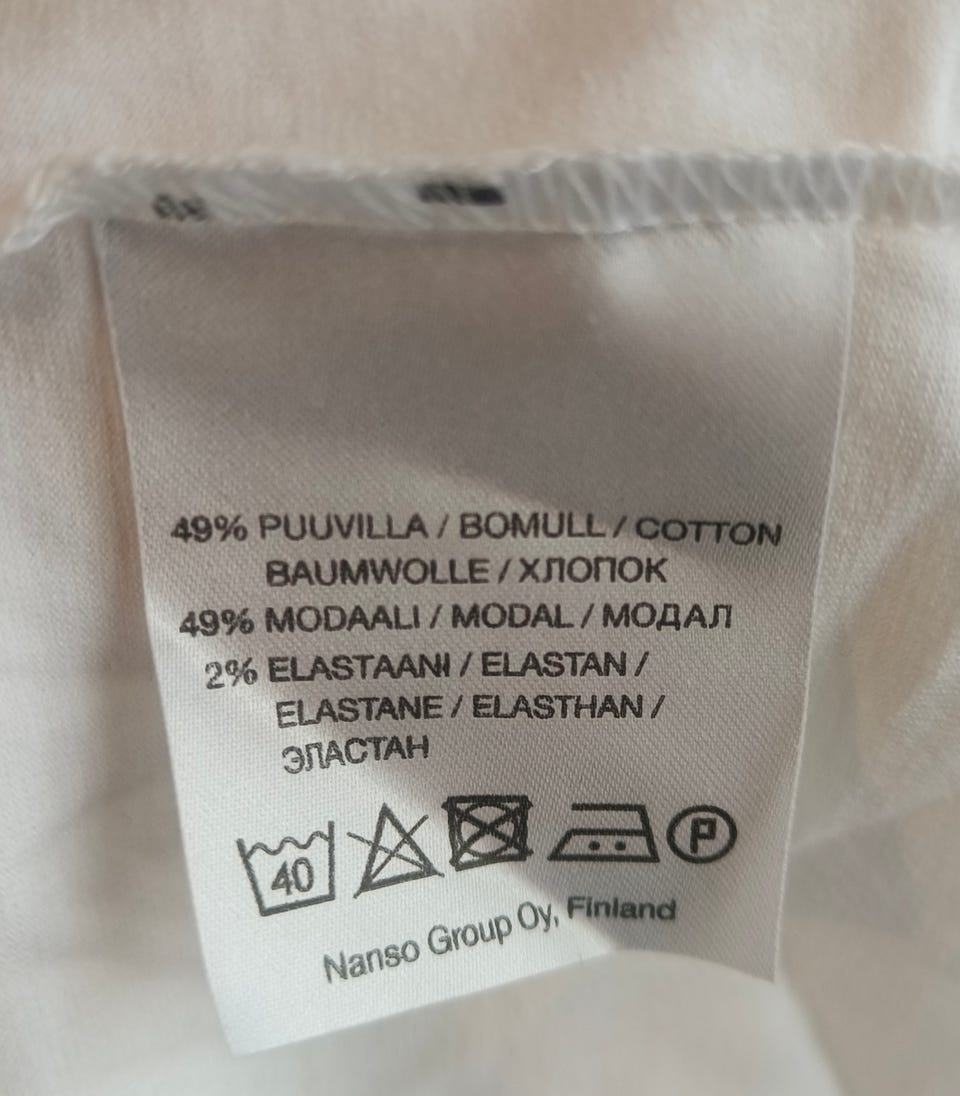 49% PUUVILLA / BOMULL / COTTON
BAUMWOLLE / ХЛОПОК
49% MODAALI / MODAL / МОДАЛ
2% ELASTAANI / ELASTAN /
ELASTANE / ELASTHAN /
ЭЛАСТАН
40 P
Nanso Group Oy, Finland